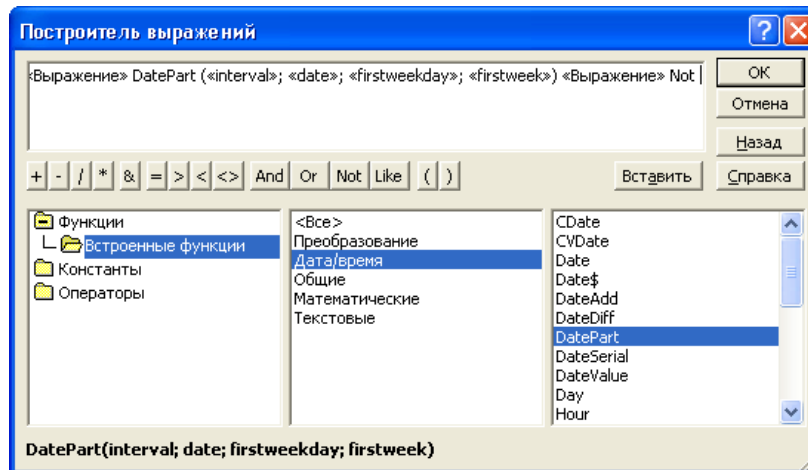 Построитель выражений
«Выражение» DatePart («interval»; «date»; «firstweekday»; «firstweek») «Выражение» Not
ОК
Отмена
Назад
+ - / * & = > < <> And Or Not Like ( ) Вставить Справка
Функции
Встроенные функции
Константы
Операторы
<Все>
Преобразование
Дата/время
Общие
Математические
Текстовые
CDate
CVDate
Date
Date$
DateAdd
DateDiff
DatePart
DateSerial
DateValue
Day
Hour
DatePart(interval; date; firstweekday; firstweek)